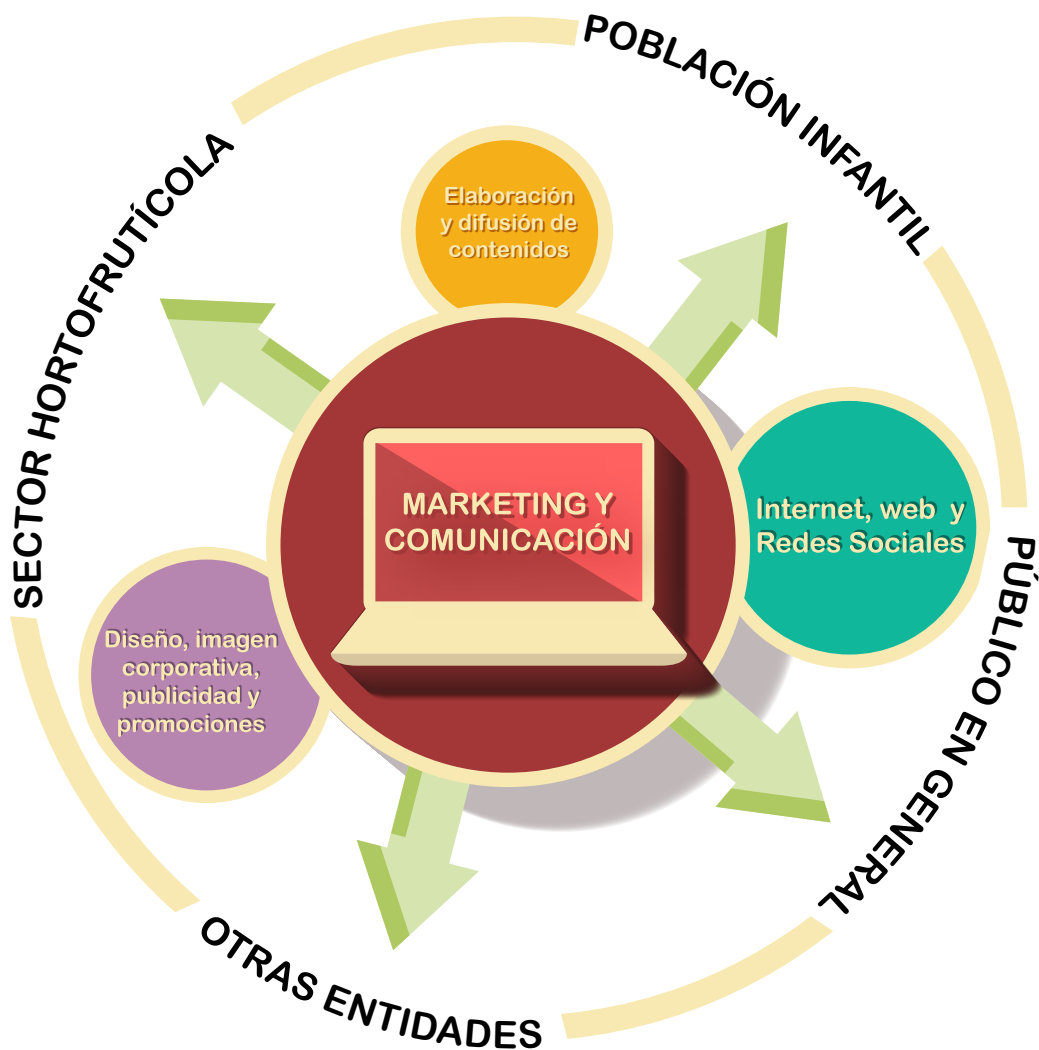 POBLACIÓN INFANTIL
SECTOR HORTOFRUTÍCOLA
Elaboración
y difusión de
contenidos
MARKETING Y
COMUNICACIÓN
Internet, web y
Redes Sociales
Diseño, imagen
corporativa,
publicidad y
promociones
PÚBLICO EN GENERAL
OTRAS ENTIDADES